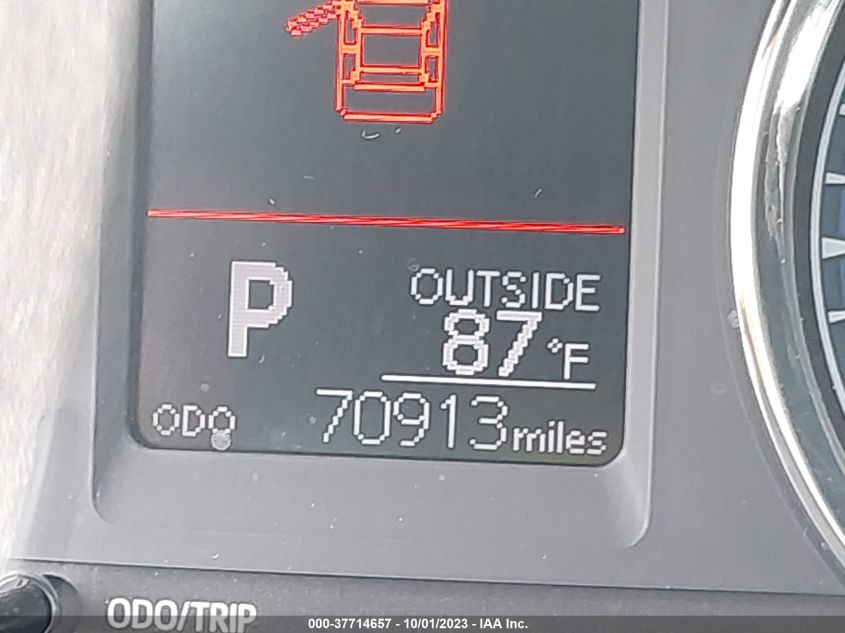 P
OUTSIDE
87°F
ODO 70913 miles
ODO/TRIP
000-37714657 - 10/01/2023 - IAA Inc.